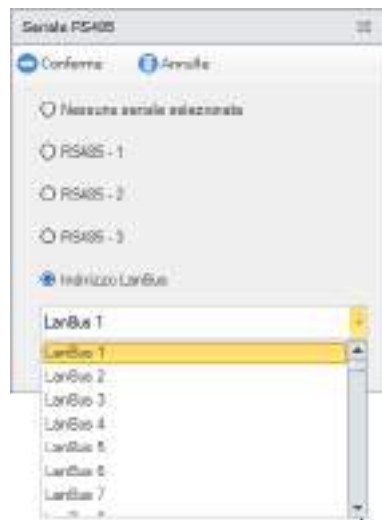 Seriale RS485
Conferma Annulla
Nessuna seriale selezionata
RS485 - 1
RS485 - 2
RS485 - 3
Indirizzo LanBus
LanBus 1
LanBus 1
LanBus 2
LanBus 3
LanBus 4
LanBus 5
LanBus 6
LanBus 7